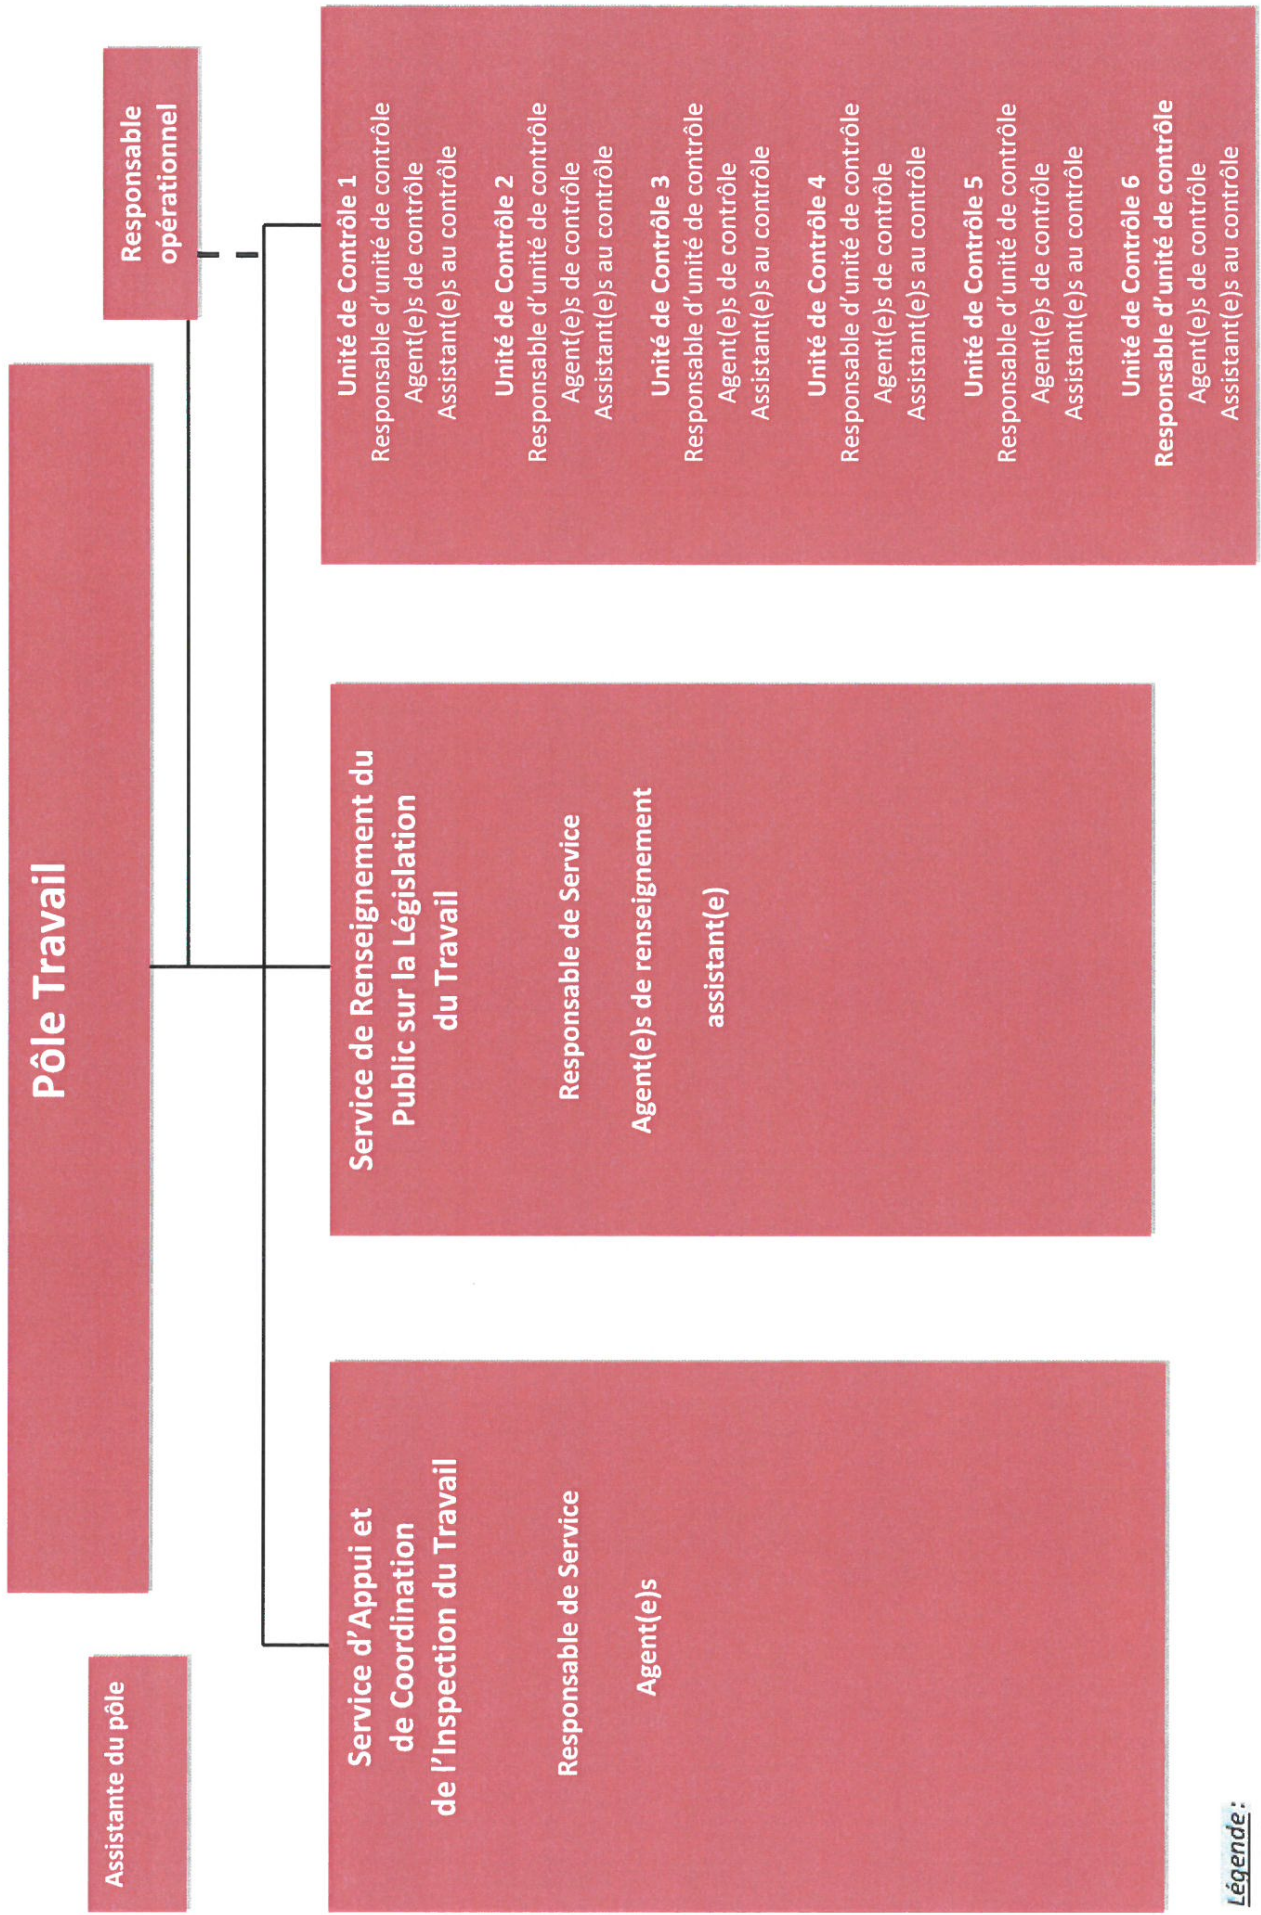 Pôle Travail
Assistante du pôle
Responsable
opérationnel
Service d'Appui et
de Coordination
de l'Inspection du Travail
Responsable de Service
Agent(e)s
Service de Renseignement du
Public sur la Législation
du Travail
Responsable de Service
Agent(e)s de renseignement
assistant(e)
Unité de Contrôle 1
Responsable d'unité de contrôle
Agent(e)s de contrôle
Assistant(e)s au contrôle
Unité de Contrôle 2
Responsable d'unité de contrôle
Agent(e)s de contrôle
Assistant(e)s au contrôle
Unité de Contrôle 3
Responsable d'unité de contrôle
Agent(e)s de contrôle
Assistant(e)s au contrôle
Unité de Contrôle 4
Responsable d'unité de contrôle
Agent(e)s de contrôle
Assistant(e)s au contrôle
Unité de Contrôle 5
Responsable d'unité de contrôle
Agent(e)s de contrôle
Assistant(e)s au contrôle
Unité de Contrôle 6
Responsable d'unité de contrôle
Agent(e)s de contrôle
Assistant(e)s au contrôle
Légende :